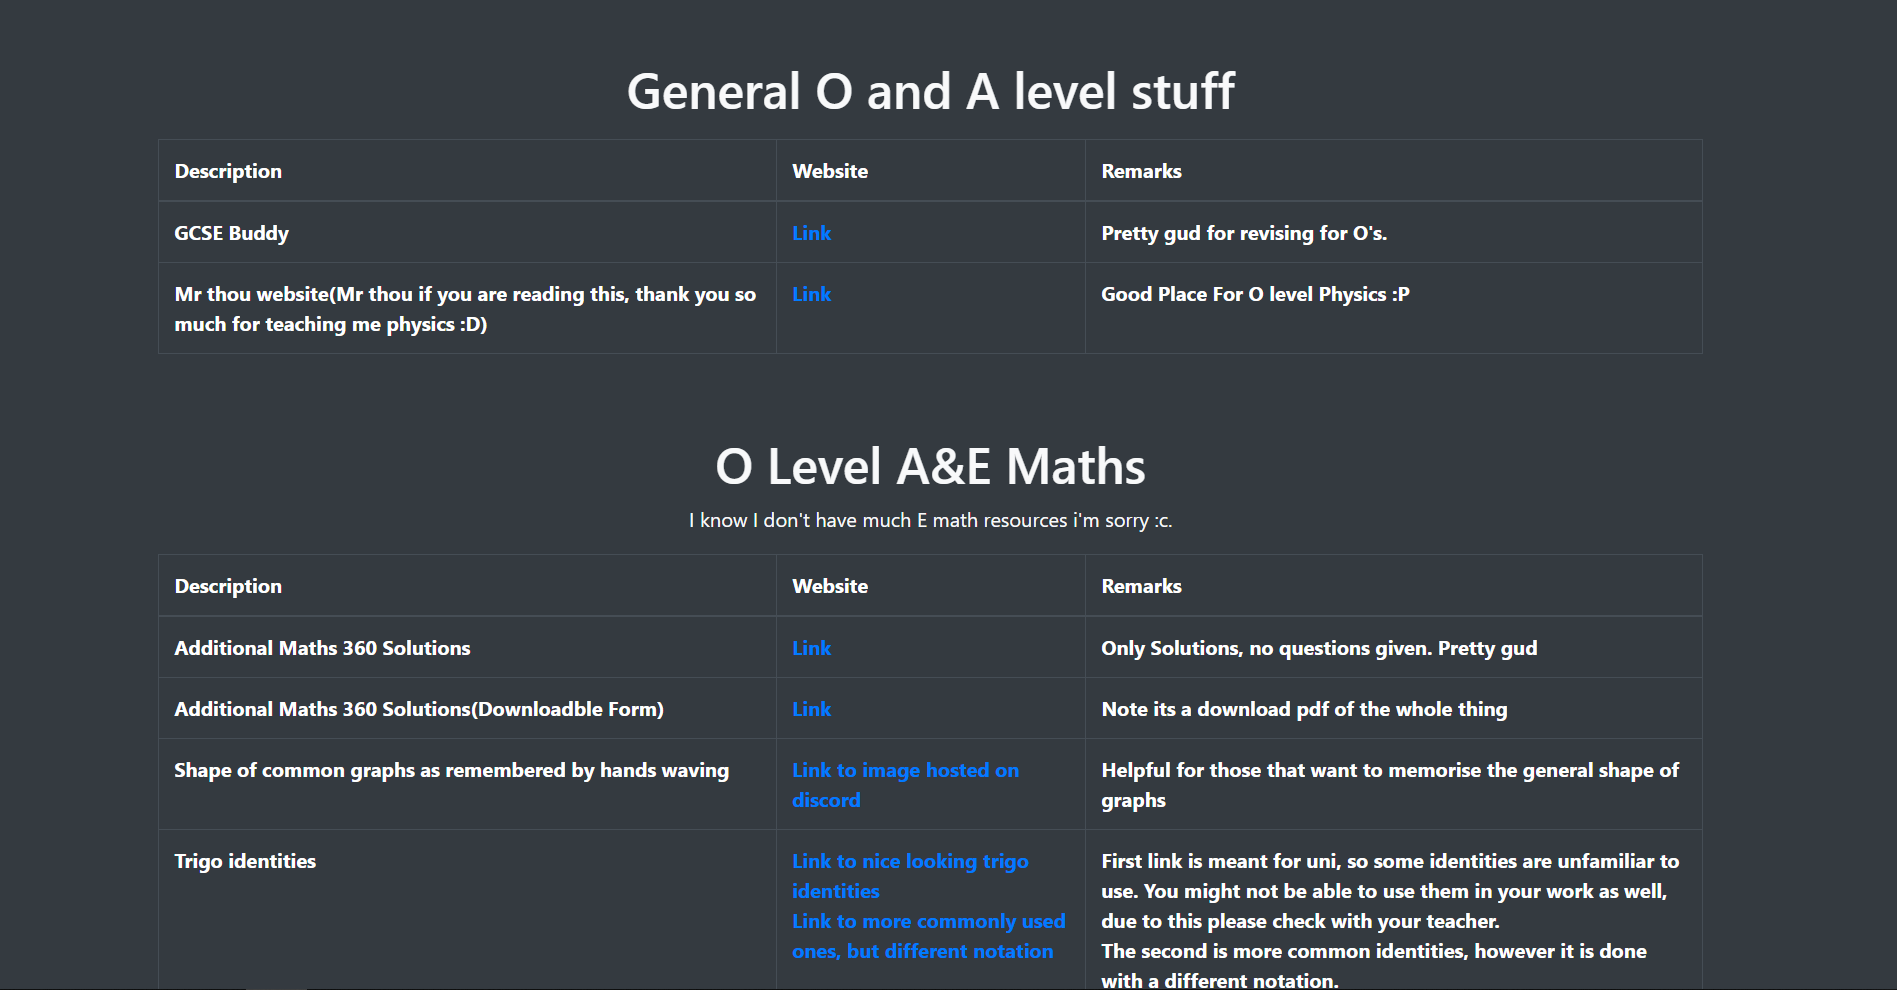 General O and A level stuff
Description Website Remarks
GCSE Buddy Link Pretty gud for revising for O's.
Mr thou website(Mr thou if you are reading this, thank you so
much for teaching me physics :D)
Link
Good Place For O level Physics :P
O Level A&E Maths
I know I don't have much E math resources i'm sorry :c.
Description Website Remarks
Additional Maths 360 Solutions Link Only Solutions, no questions given. Pretty gud
Additional Maths 360 Solutions(Downloadble Form) Link Note its a download pdf of the whole thing
Shape of common graphs as remembered by hands waving
Link to image hosted on
discord
Helpful for those that want to memorise the general shape of
graphs
Trigo identities
Link to nice looking trigo
identities
Link to more commonly used
ones, but different notation
First link is meant for uni, so some identities are unfamiliar to
use. You might not be able to use them in your work as well,
due to this please check with your teacher.
The second is more common identities, however it is done
with a different notation.